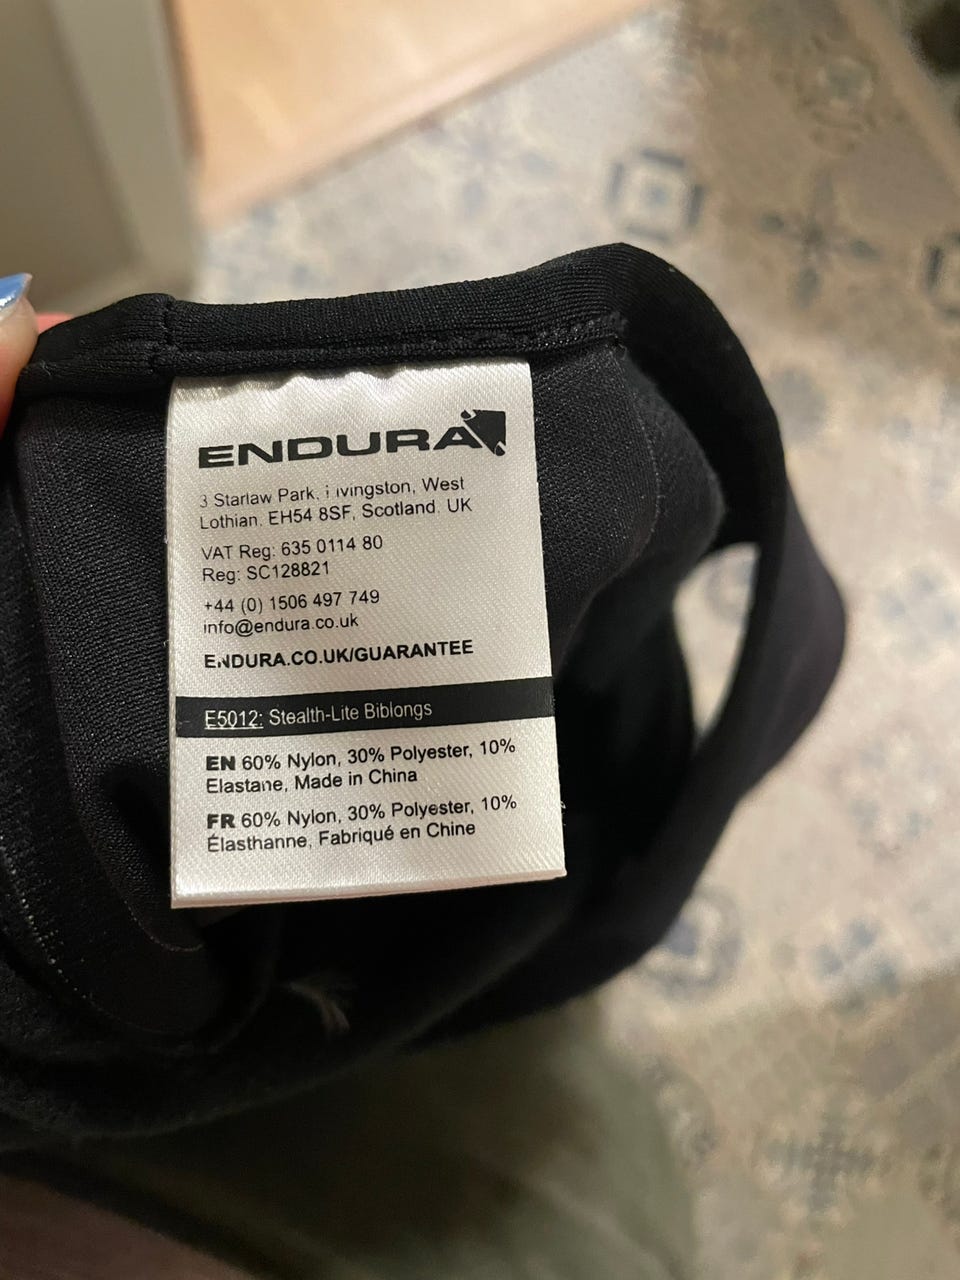 ENDURA
3 Starlaw Park, Livingston, West
Lothian, EH54 8SF, Scotland, UK
VAT Reg: 635 0114 80
Reg: SC128821
+44 (0) 1506 497 749
info@endura.co.uk
ENDURA.CO.UK/GUARANTEE
E5012: Stealth-Lite Biblongs
EN 60% Nylon, 30% Polyester, 10%
Elastane, Made in China
FR 60% Nylon, 30% Polyester, 10%
Élasthanne, Fabriqué en Chine